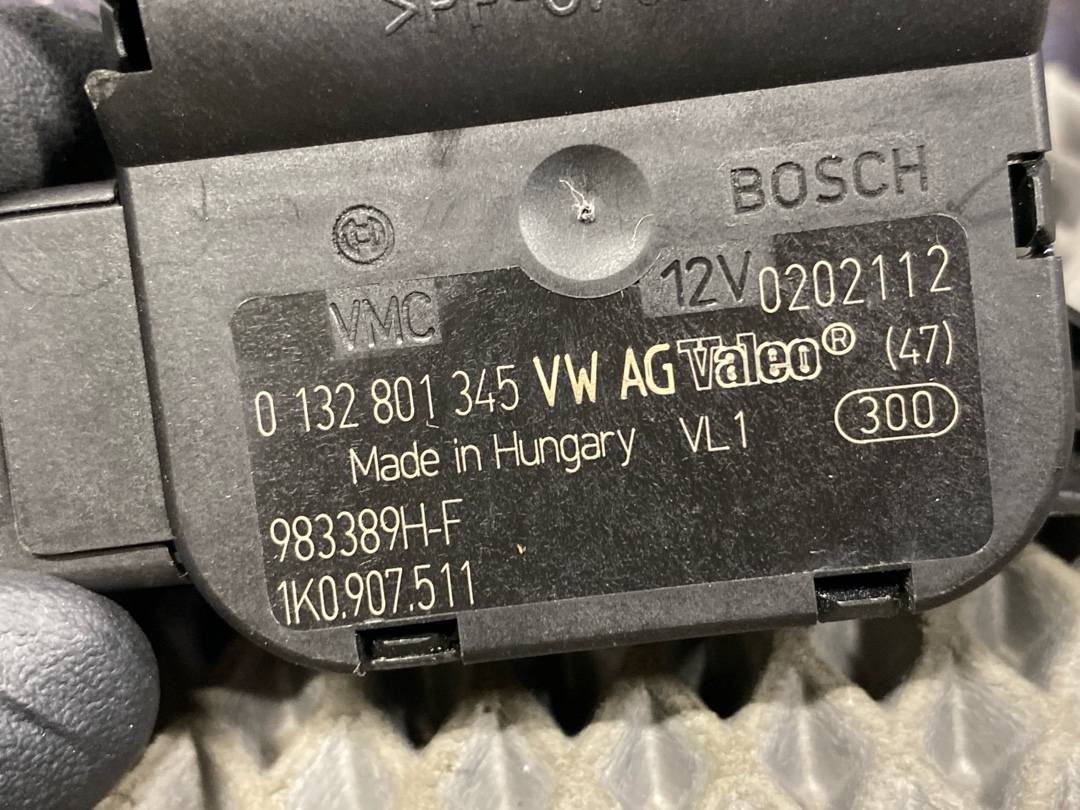 BOSCH
VMC 12V 0202112
0 132 801 345 VW AG Valeo® (47)
Made in Hungary VL1 300
983389H-F
1K0.907.511